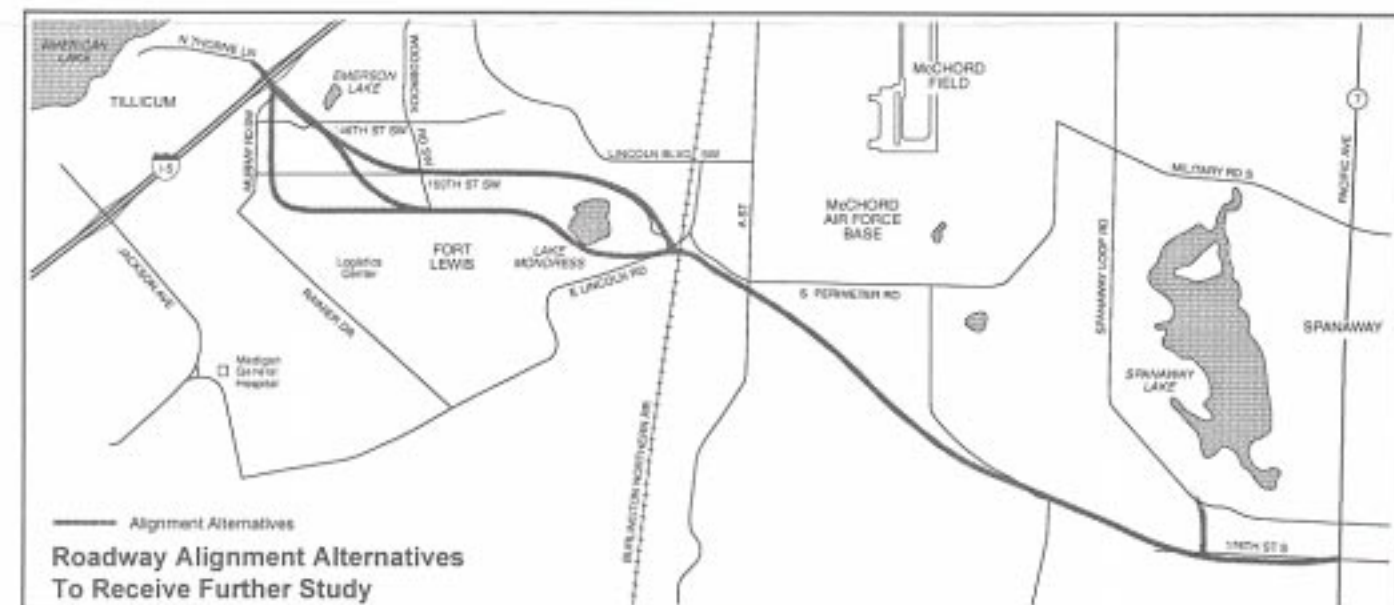 AMERICAN
LAKE
N THORNE LN
TILLICUM
EMERSON
LAKE
WOODBROOK
RD SW
MURRAY RD SW
146TH ST SW
150TH ST SW
I-5
LINCOLN BLVD. SW
McCHORD
FIELD
7
PACIFIC AVE
MILITARY RD S
A ST
McCHORD
AIR FORCE
BASE
SPANAWAY LOOP RD
JACKSON AVE
Logistics
Center
FORT
LEWIS
LAKE
MONDRESS
E LINCOLN RD
RAINIER DR
S PERIMETER RD
SPANAWAY
SPANAWAY
LAKE
Madigan
General
Hospital
BURLINGTON NORTHERN RR
176TH ST S
Alignment Alternatives
Roadway Alignment Alternatives
To Receive Further Study